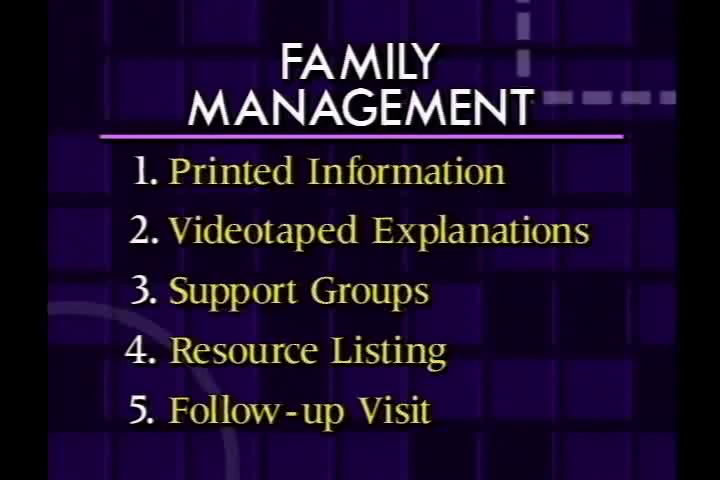 FAMILY
MANAGEMENT
1. Printed Information
2. Videotaped Explanations
3. Support Groups
4. Resource Listing
5. Follow-up Visit